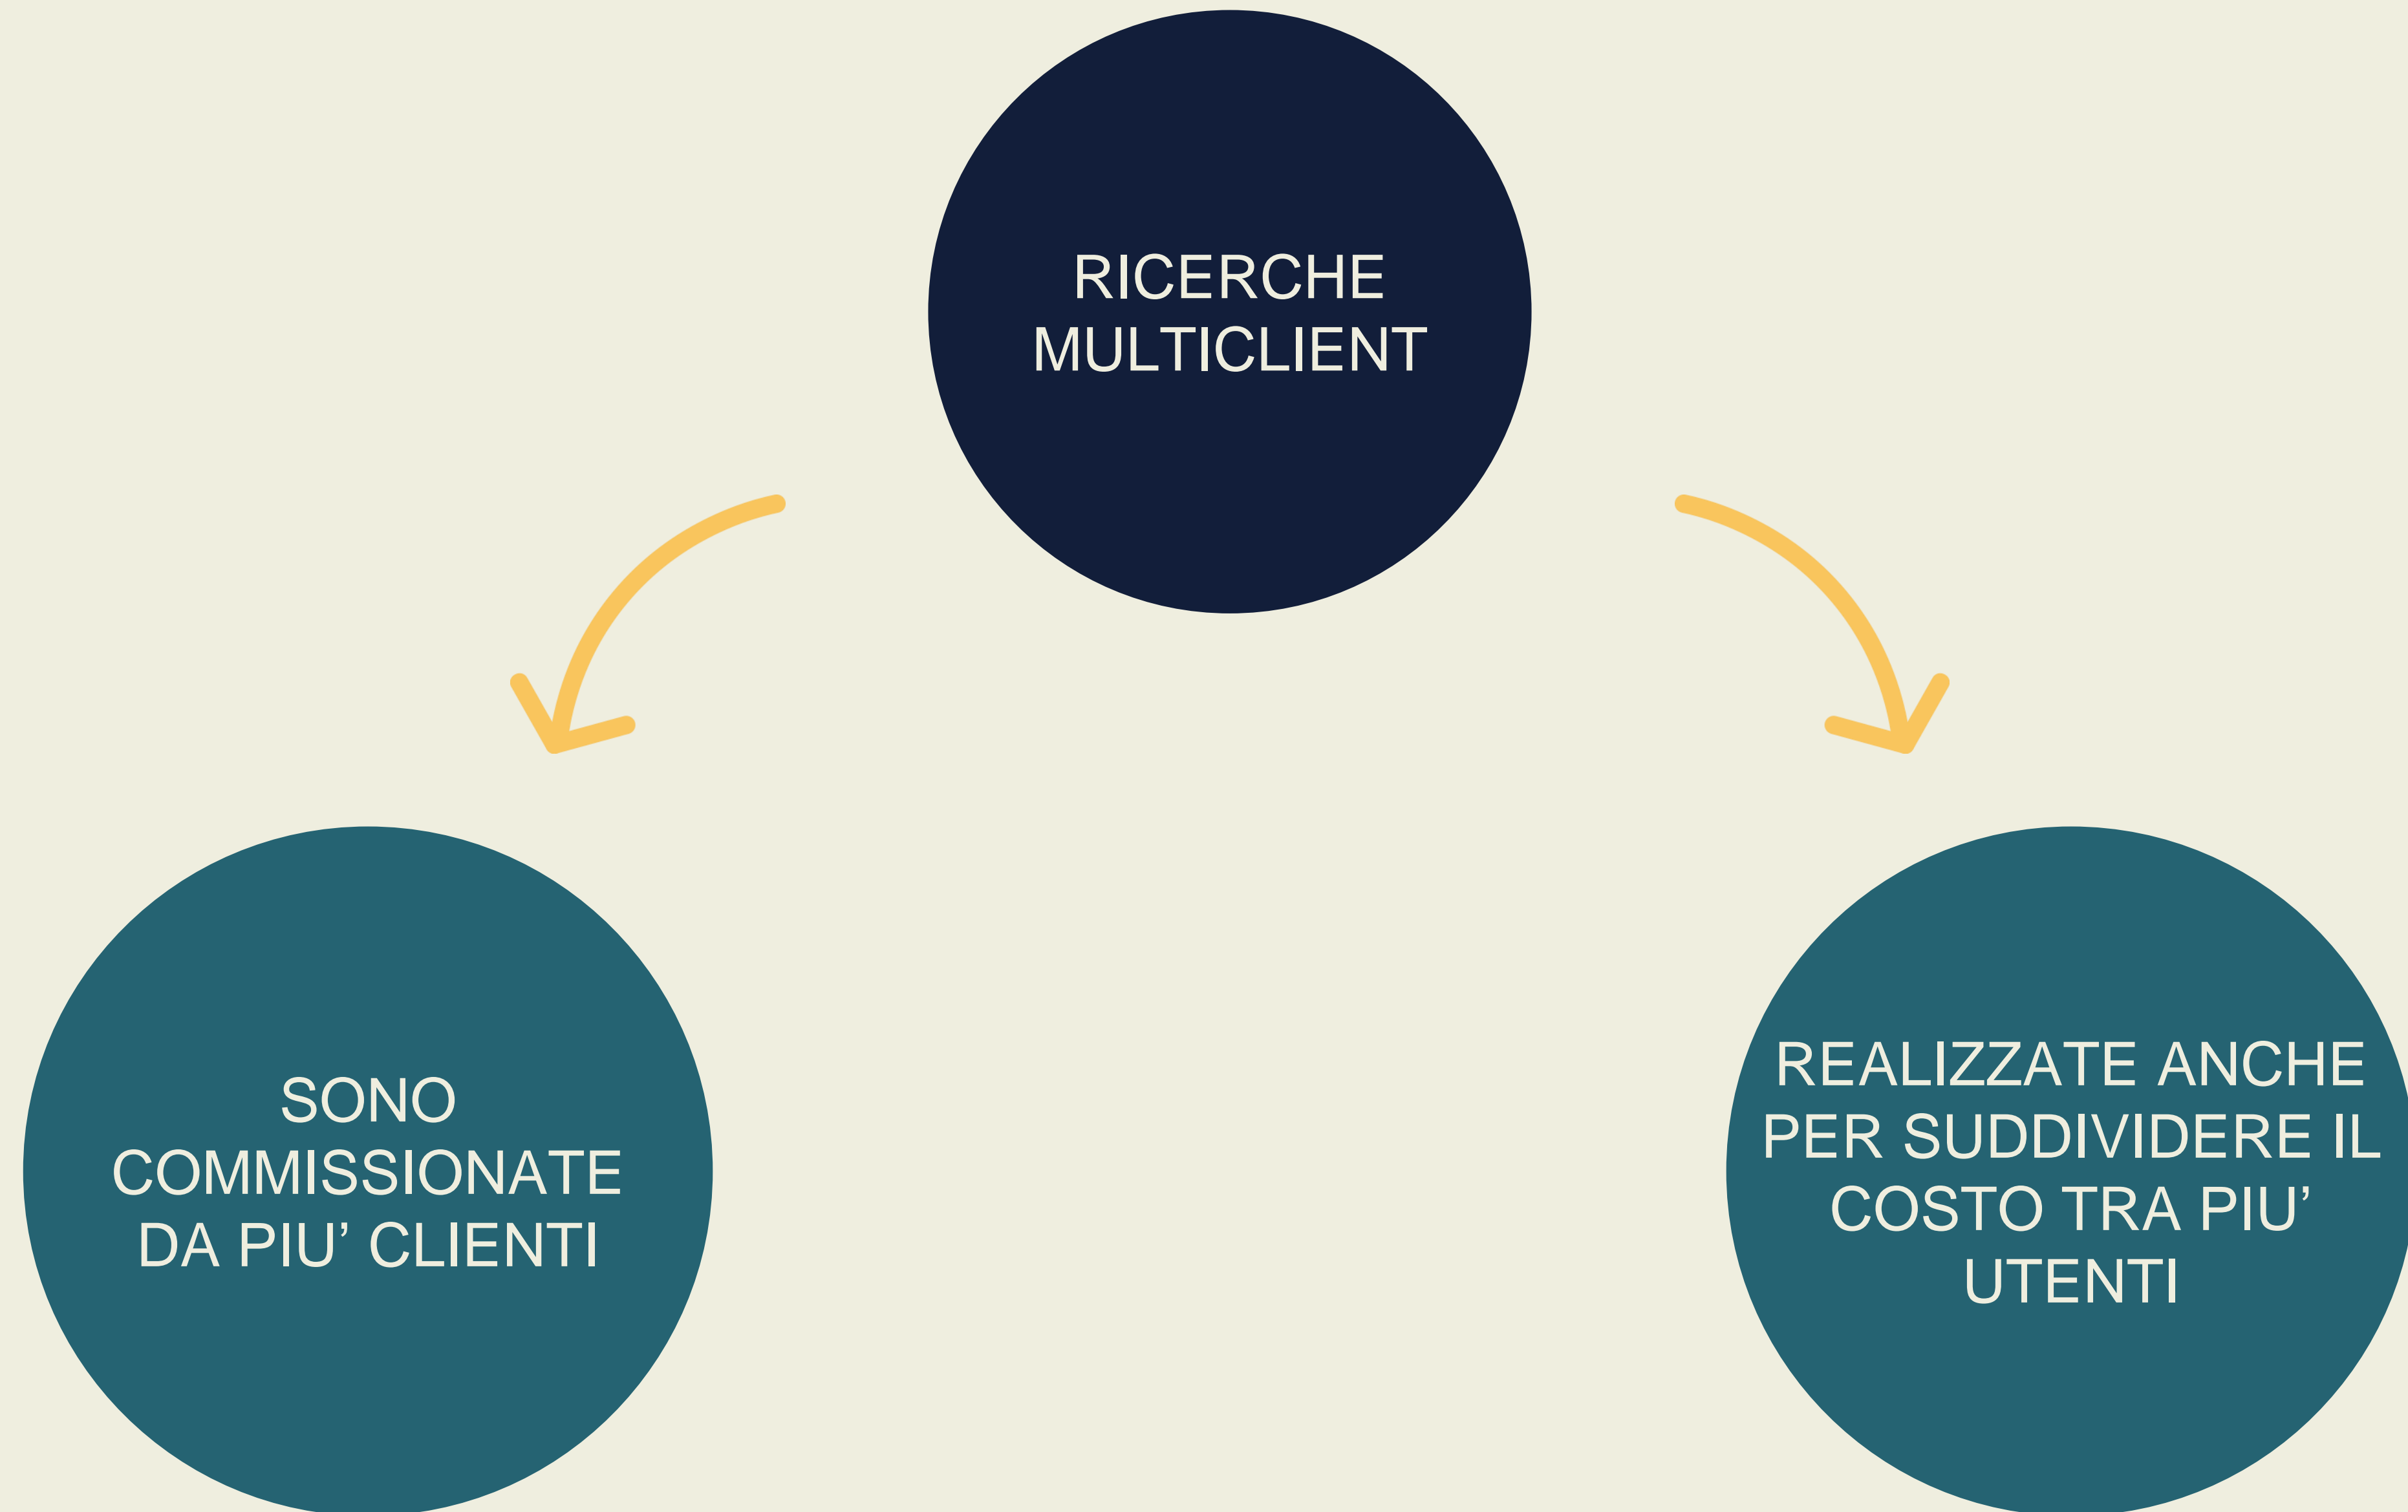 RICERCHE
MULTICLIENT
SONO
COMMISSIONATE
DA PIU’ CLIENTI
REALIZZATE ANCHE
PER SUDDIVIDERE IL
COSTO TRA PIU’
UTENTI